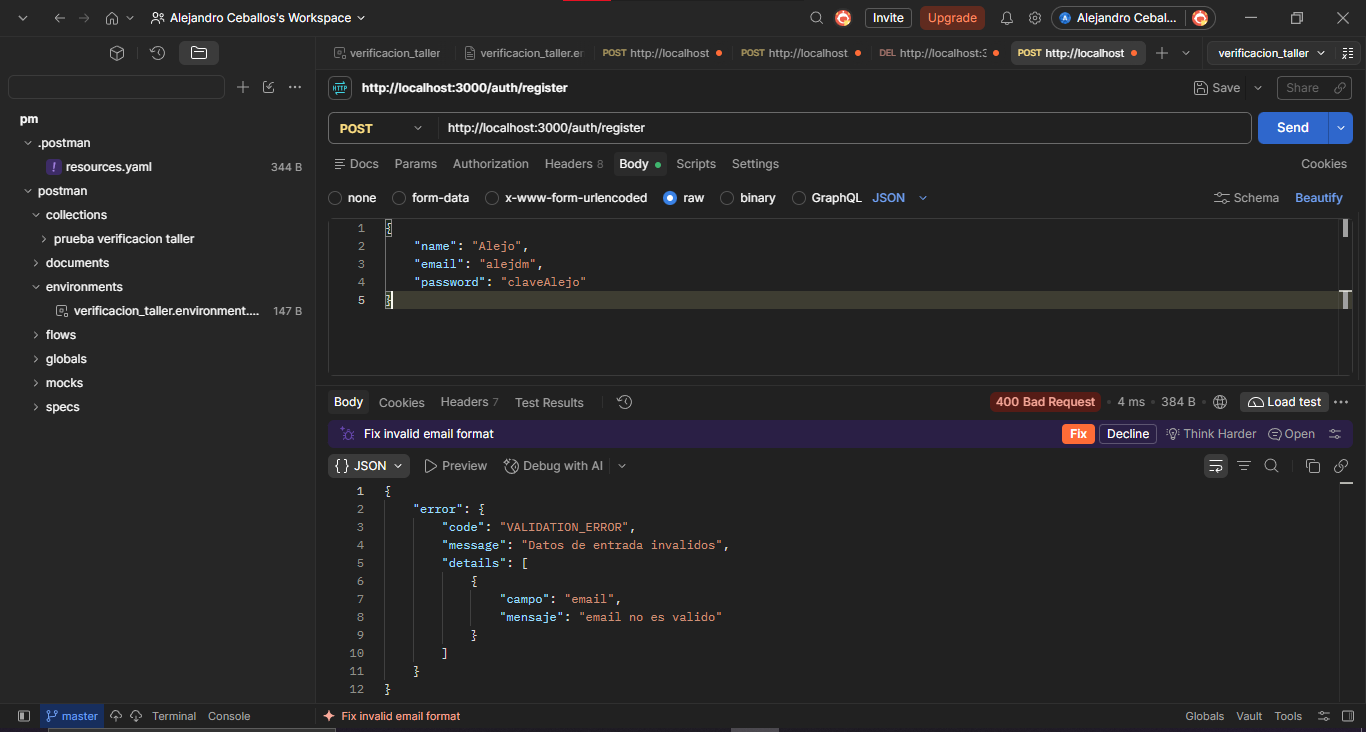 Alejandro Ceballos's Workspace
Invite
Upgrade
Alejandro Cebal...
verificacion_taller
verificacion_taller.er
POST http://localhost
POST http://localhost
DEL http://localhost:3
POST http://localhost
verificacion_taller
HTTP http://localhost:3000/auth/register
Save
Share
POST
http://localhost:3000/auth/register
Send
Docs
Params
Authorization
Headers 8
Body
Scripts
Settings
Cookies
none
form-data
x-www-form-urlencoded
raw
binary
GraphQL
JSON
Schema
Beautify
pm
.postman
! resources.yaml 344 B
postman
collections
prueba verificacion taller
documents
environments
verificacion_taller.environment.... 147 B
flows
globals
mocks
specs
1 {
2 "name": "Alejo",
3 "email": "alejdm",
4 "password": "claveAlejo"
5 }
Body
Cookies
Headers 7
Test Results
400 Bad Request
4 ms
384 B
Load test
Fix invalid email format
Fix
Decline
Think Harder
Open
{ } JSON
Preview
Debug with AI
1 {
2 "error": {
3 "code": "VALIDATION_ERROR",
4 "message": "Datos de entrada invalidos",
5 "details": [
6 {
7 "campo": "email",
8 "mensaje": "email no es valido"
9 }
10 ]
11 }
12 }
master
Terminal
Console
Fix invalid email format
Globals
Vault
Tools